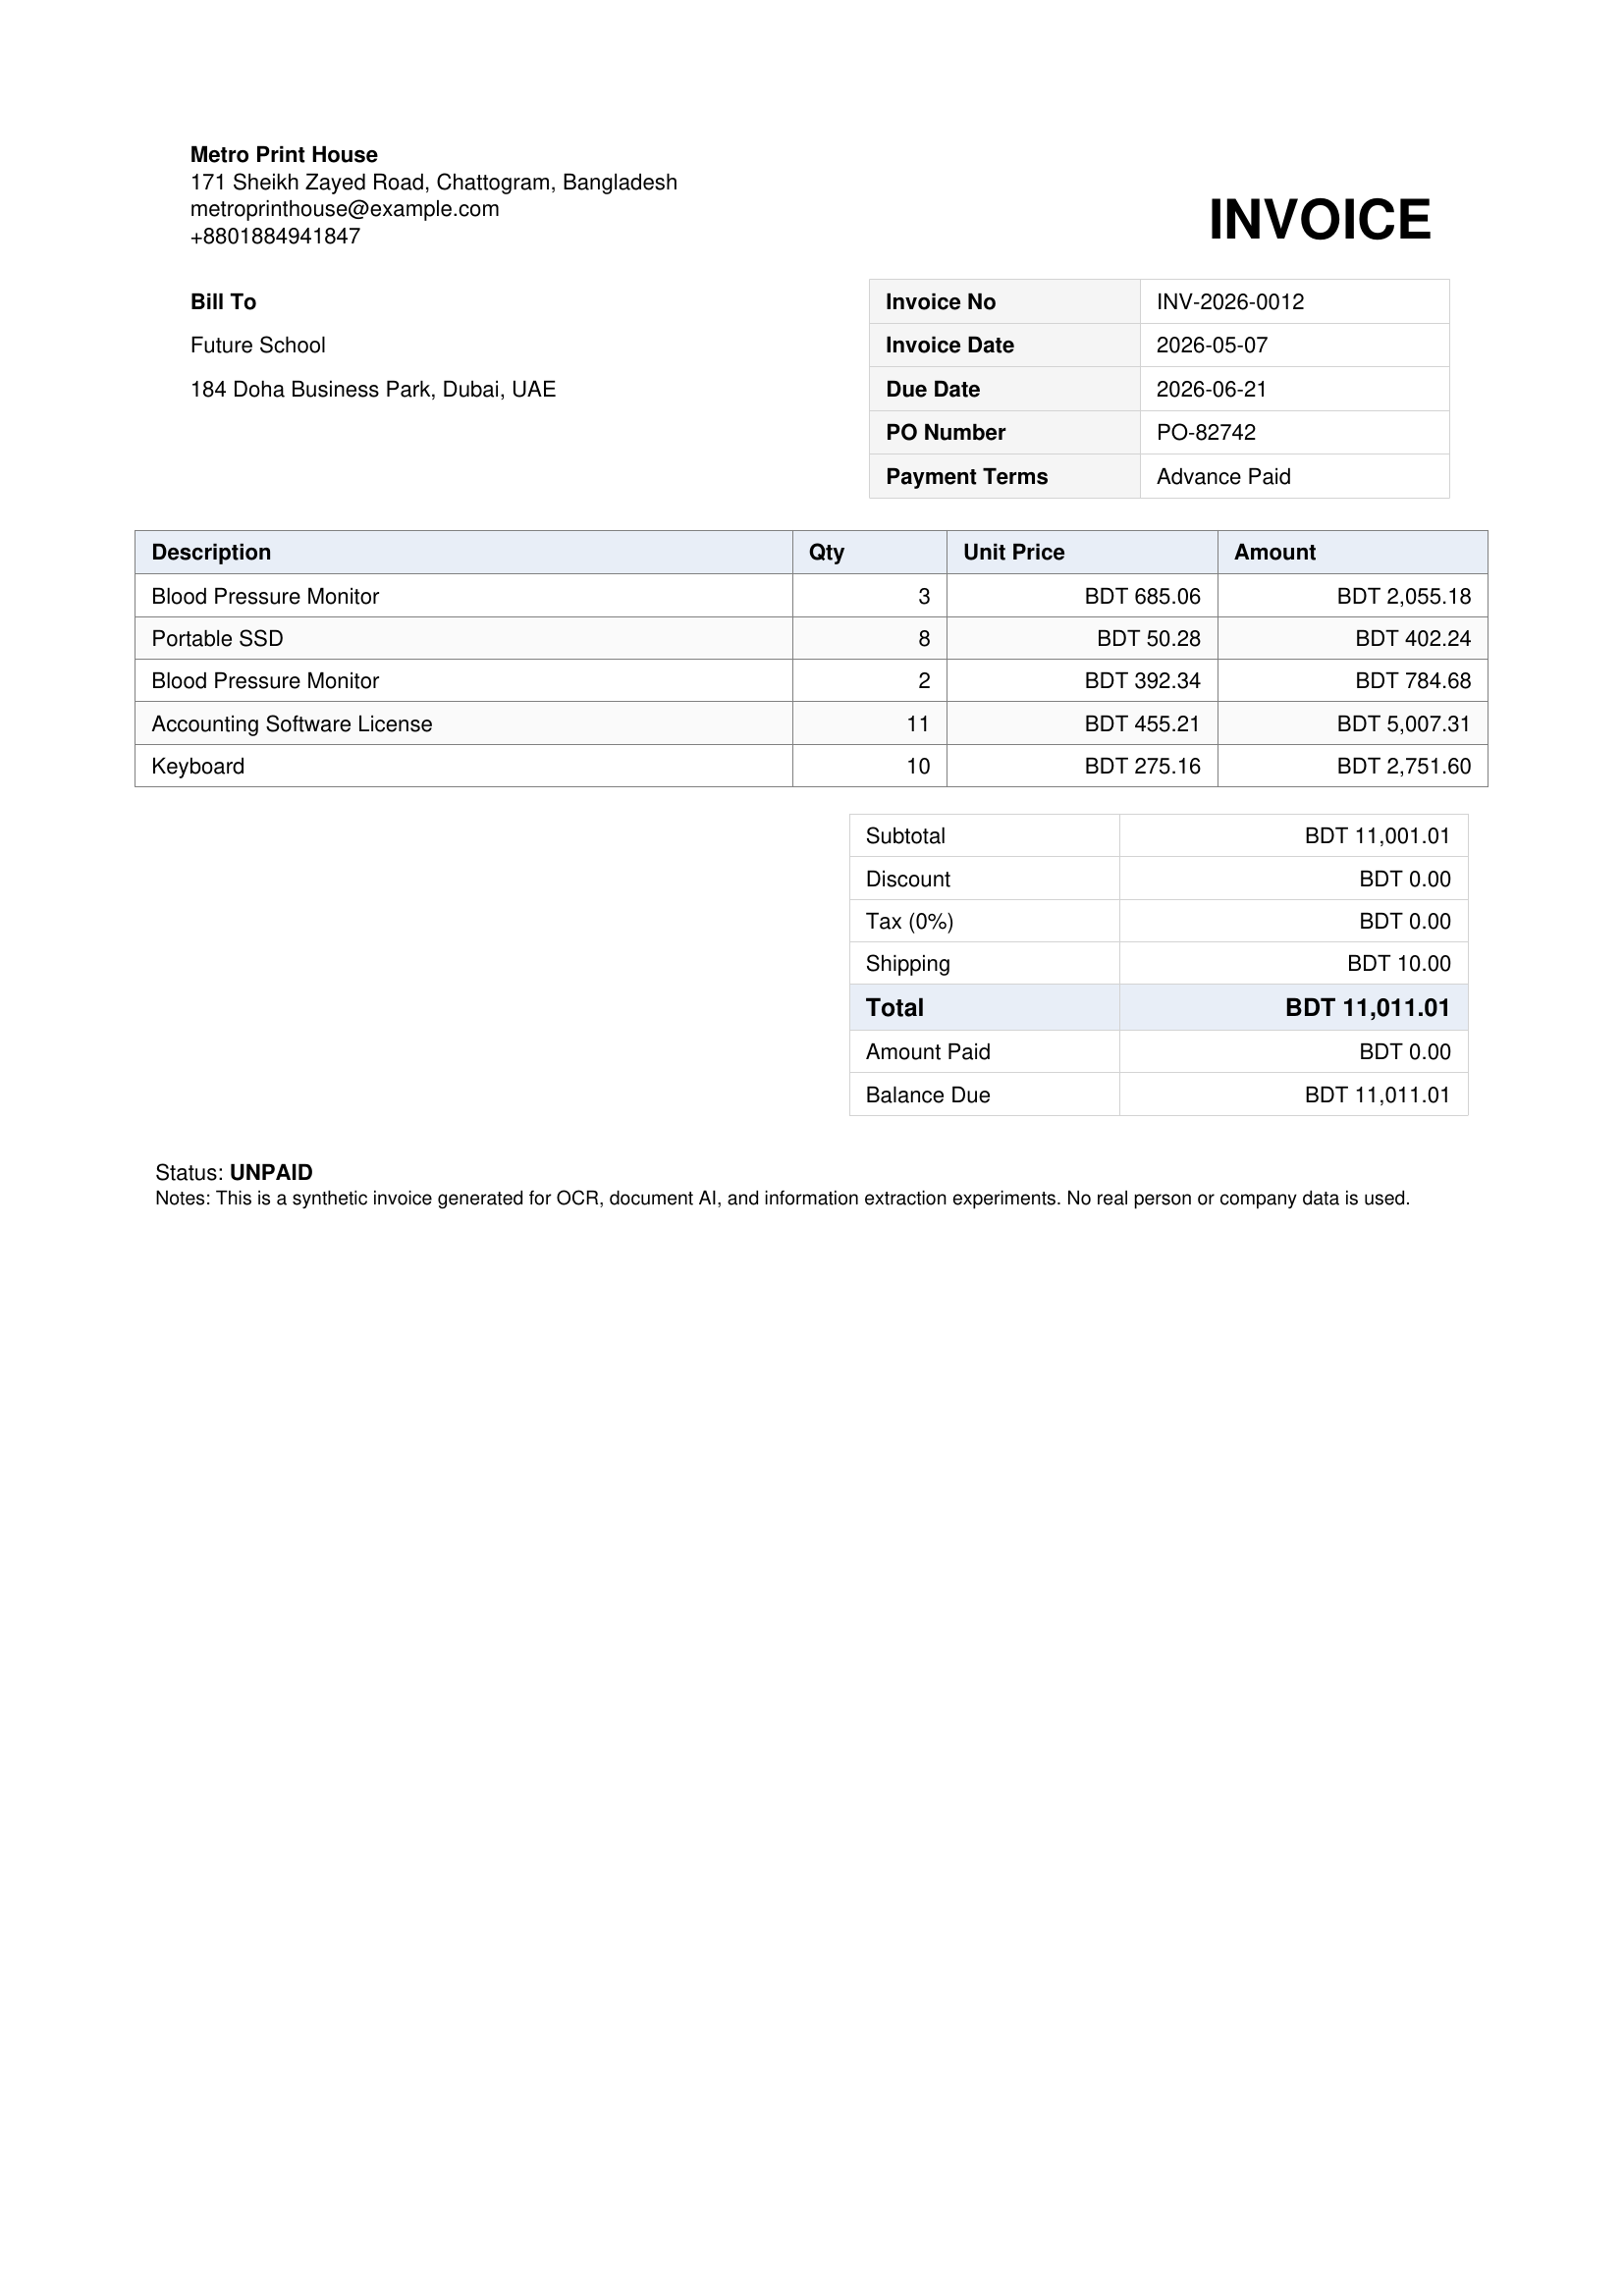 Metro Print House
171 Sheikh Zayed Road, Chattogram, Bangladesh
metroprinthouse@example.com
+8801884941847
INVOICE
Bill To
Future School
184 Doha Business Park, Dubai, UAE
Invoice No INV-2026-0012
Invoice Date 2026-05-07
Due Date 2026-06-21
PO Number PO-82742
Payment Terms Advance Paid
Description Qty Unit Price Amount
Blood Pressure Monitor 3 BDT 685.06 BDT 2,055.18
Portable SSD 8 BDT 50.28 BDT 402.24
Blood Pressure Monitor 2 BDT 392.34 BDT 784.68
Accounting Software License 11 BDT 455.21 BDT 5,007.31
Keyboard 10 BDT 275.16 BDT 2,751.60
Subtotal BDT 11,001.01
Discount BDT 0.00
Tax (0%) BDT 0.00
Shipping BDT 10.00
Total BDT 11,011.01
Amount Paid BDT 0.00
Balance Due BDT 11,011.01
Status: UNPAID
Notes: This is a synthetic invoice generated for OCR, document AI, and information extraction experiments. No real person or company data is used.